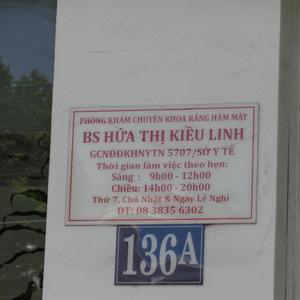 PHÒNG KHÁM CHUYÊN KHOA RĂNG HÀM MẶT
BS HỨA THỊ KIỀU LINH
GCNĐĐKHNYTN 5707/SỞ Y TẾ
Thời gian làm việc theo hẹn:
Sáng : 9h00 - 12h00
Chiều: 14h00 - 20h00
Thứ 7, Chủ Nhật & Ngày Lễ Nghỉ
ĐT: 08 3835 6302
136A